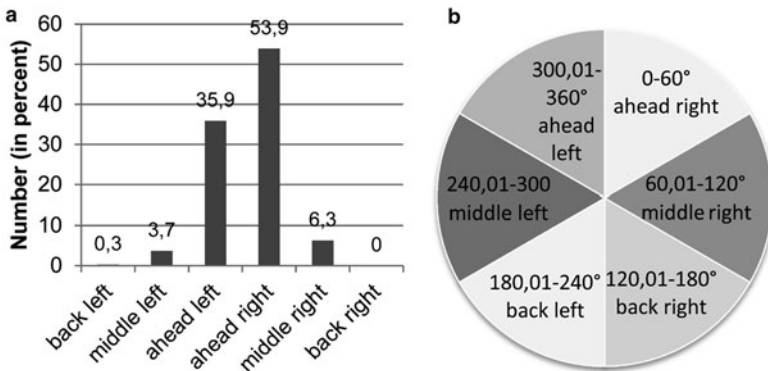 a
Number (in percent)
60
50
40
30
20
10
0
0,3
3,7
35,9
53,9
6,3
0
back left
middle left
ahead left
ahead right
middle right
back right
b
300,01-
360°
ahead
left
0-60°
ahead right
240,01-300
middle left
60,01-120°
middle right
180,01-240°
back left
120,01-180°
back right